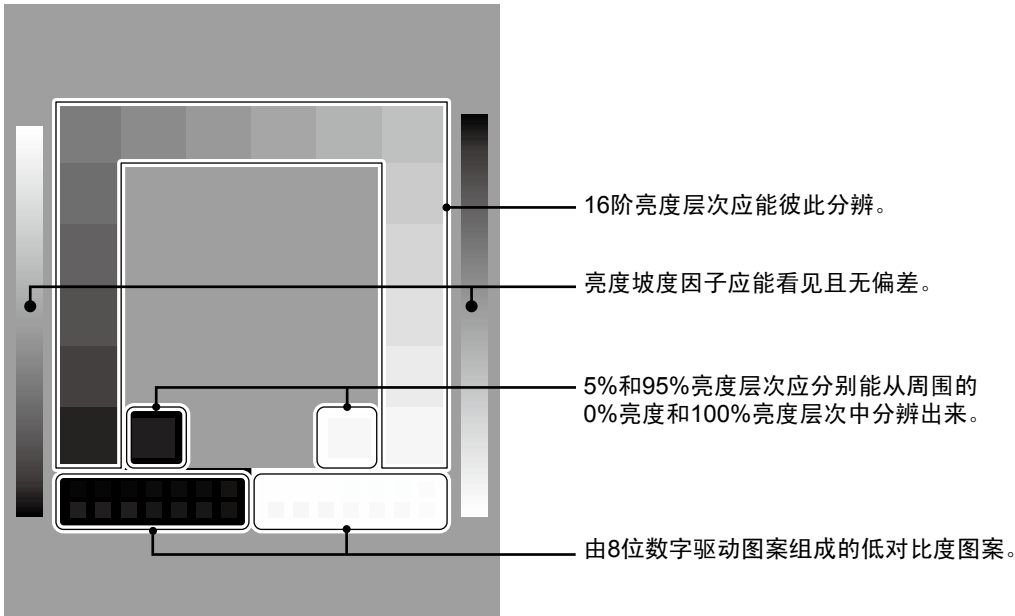 16阶亮度层次应能彼此分辨。
亮度坡度因子应能看见且无偏差。
5%和95%亮度层次应分别能从周围的
0%亮度和100%亮度层次中分辨出来。
由8位数字驱动图案组成的低对比度图案。